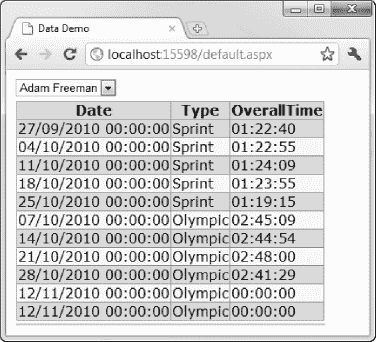 Data Demo
localhost:15598/default.aspx
Adam Freeman
Date Type OverallTime
27/09/2010 00:00:00 Sprint 01:22:40
04/10/2010 00:00:00 Sprint 01:22:55
11/10/2010 00:00:00 Sprint 01:24:09
18/10/2010 00:00:00 Sprint 01:23:55
25/10/2010 00:00:00 Sprint 01:19:15
07/10/2010 00:00:00 Olympic 02:45:09
14/10/2010 00:00:00 Olympic 02:44:54
21/10/2010 00:00:00 Olympic 02:48:00
28/10/2010 00:00:00 Olympic 02:41:29
12/11/2010 00:00:00 Olympic 00:00:00
12/11/2010 00:00:00 Olympic 00:00:00